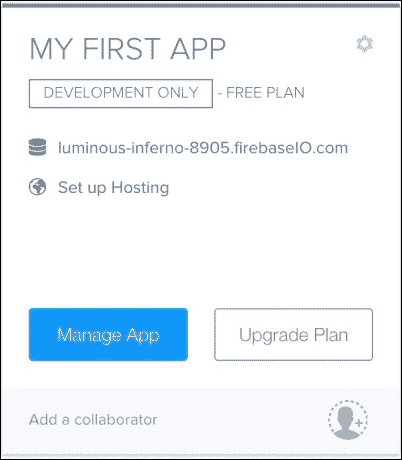 MY FIRST APP
DEVELOPMENT ONLY - FREE PLAN
luminous-inferno-8905.firebaseIO.com
Set up Hosting
Manage App Upgrade Plan
Add a collaborator